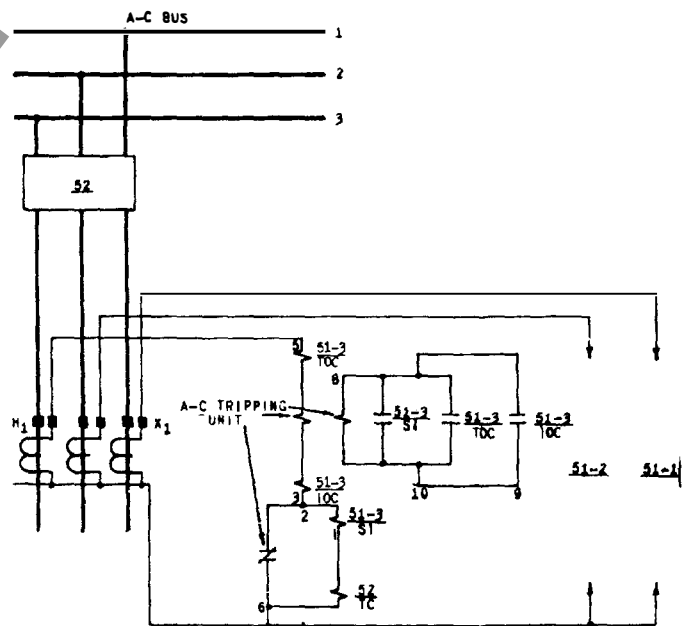 A-C BUS
1
2
3
52
5
51-3
TOC
8
A-C TRIPPING
UNIT
51-3
SI
51-3
TOC
51-3
IOC
H1
X1
51-2
51-1
51-3
IOC
3
2
10
9
51-3
SI
1
52
TC
6